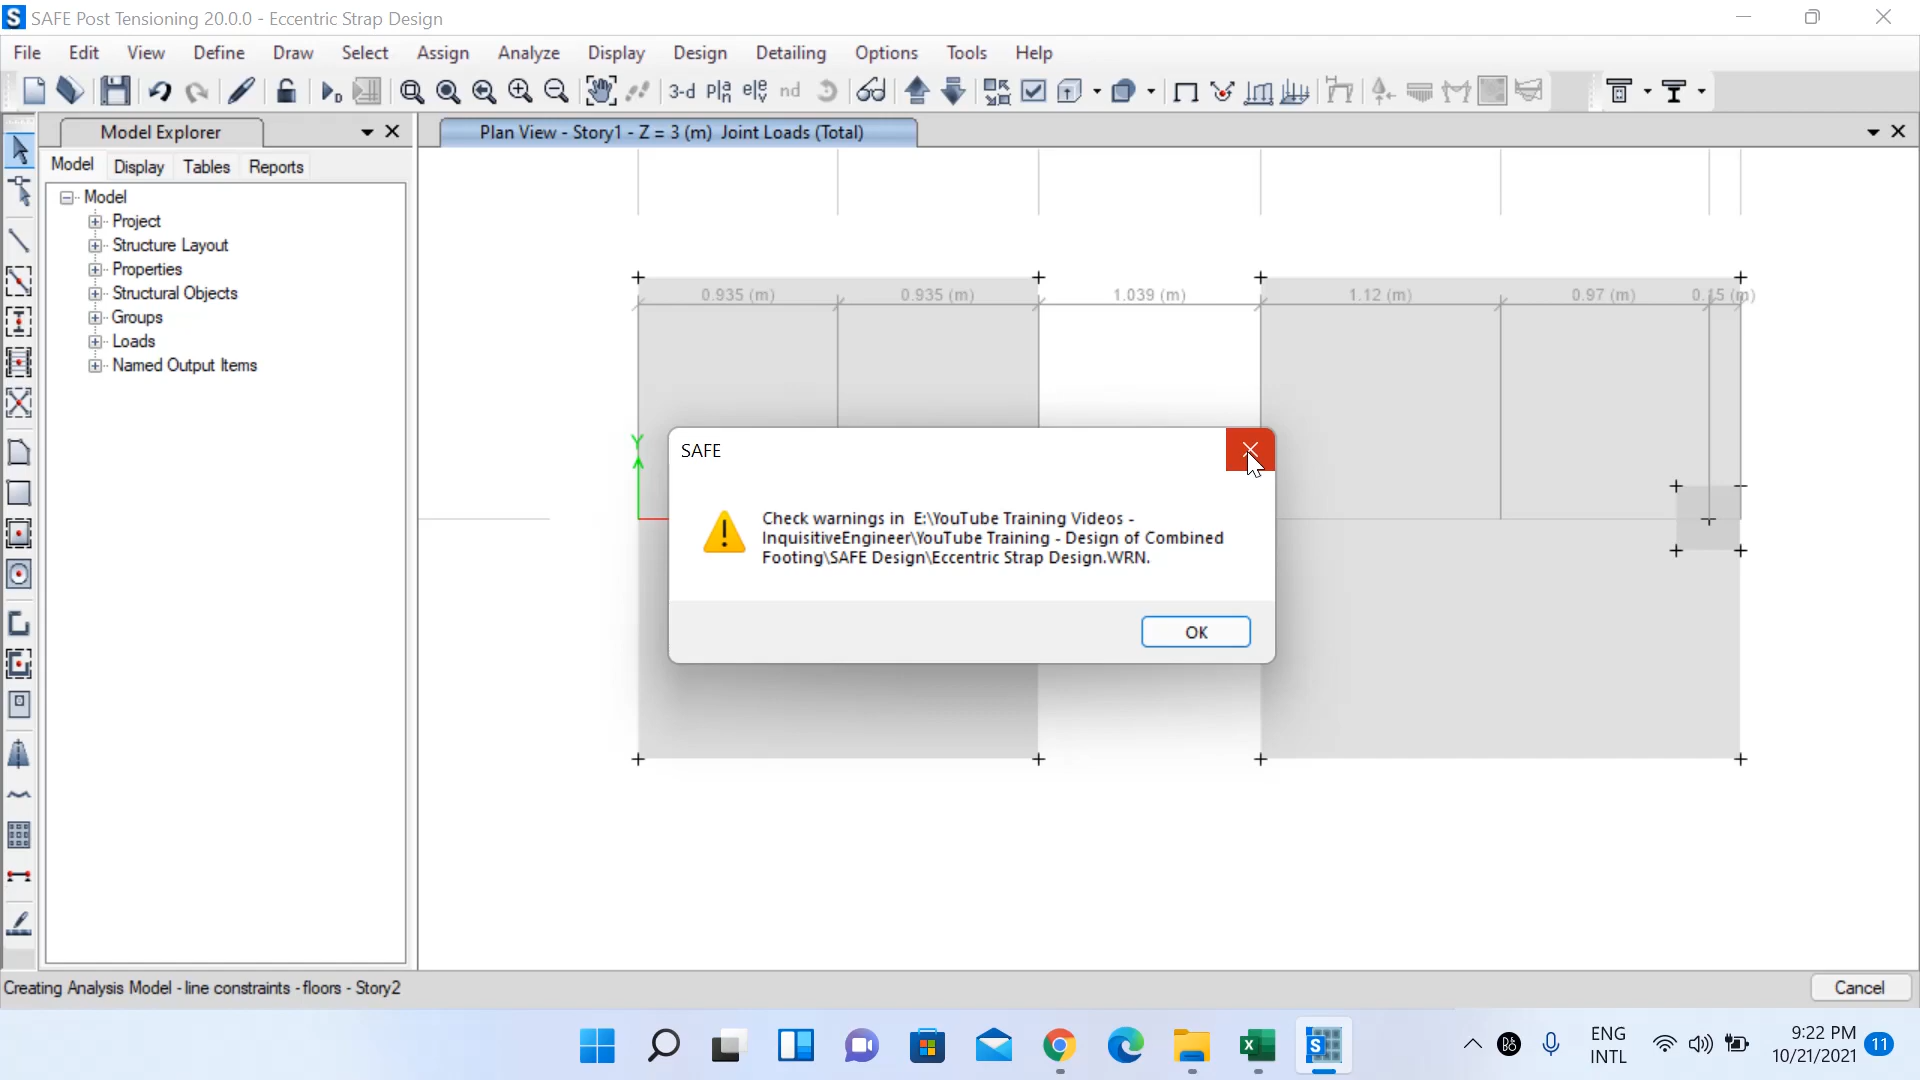 SAFE Post Tensioning 20.0.0 - Eccentric Strap Design
File Edit View Define Draw Select Assign Analyze Display Design Detailing Options Tools Help
3-d pla n ele v nd
Model Explorer
Plan View - Story1 - Z = 3 (m) Joint Loads (Total)
Model Display Tables Reports
Model
Project
Structure Layout
Properties
Structural Objects
Groups
Loads
Named Output Items
0.935 (m) 0.935 (m) 1.039 (m) 1.12 (m) 0.97 (m) 0.15 (m)
Y
SAFE
Check warnings in E:\YouTube Training Videos -
InquisitiveEngineer\YouTube Training - Design of Combined
Footing\SAFE Design\Eccentric Strap Design.WRN.
OK
Creating Analysis Model - line constraints - floors - Story2
Cancel
ENG
INTL
9:22 PM
10/21/2021
11